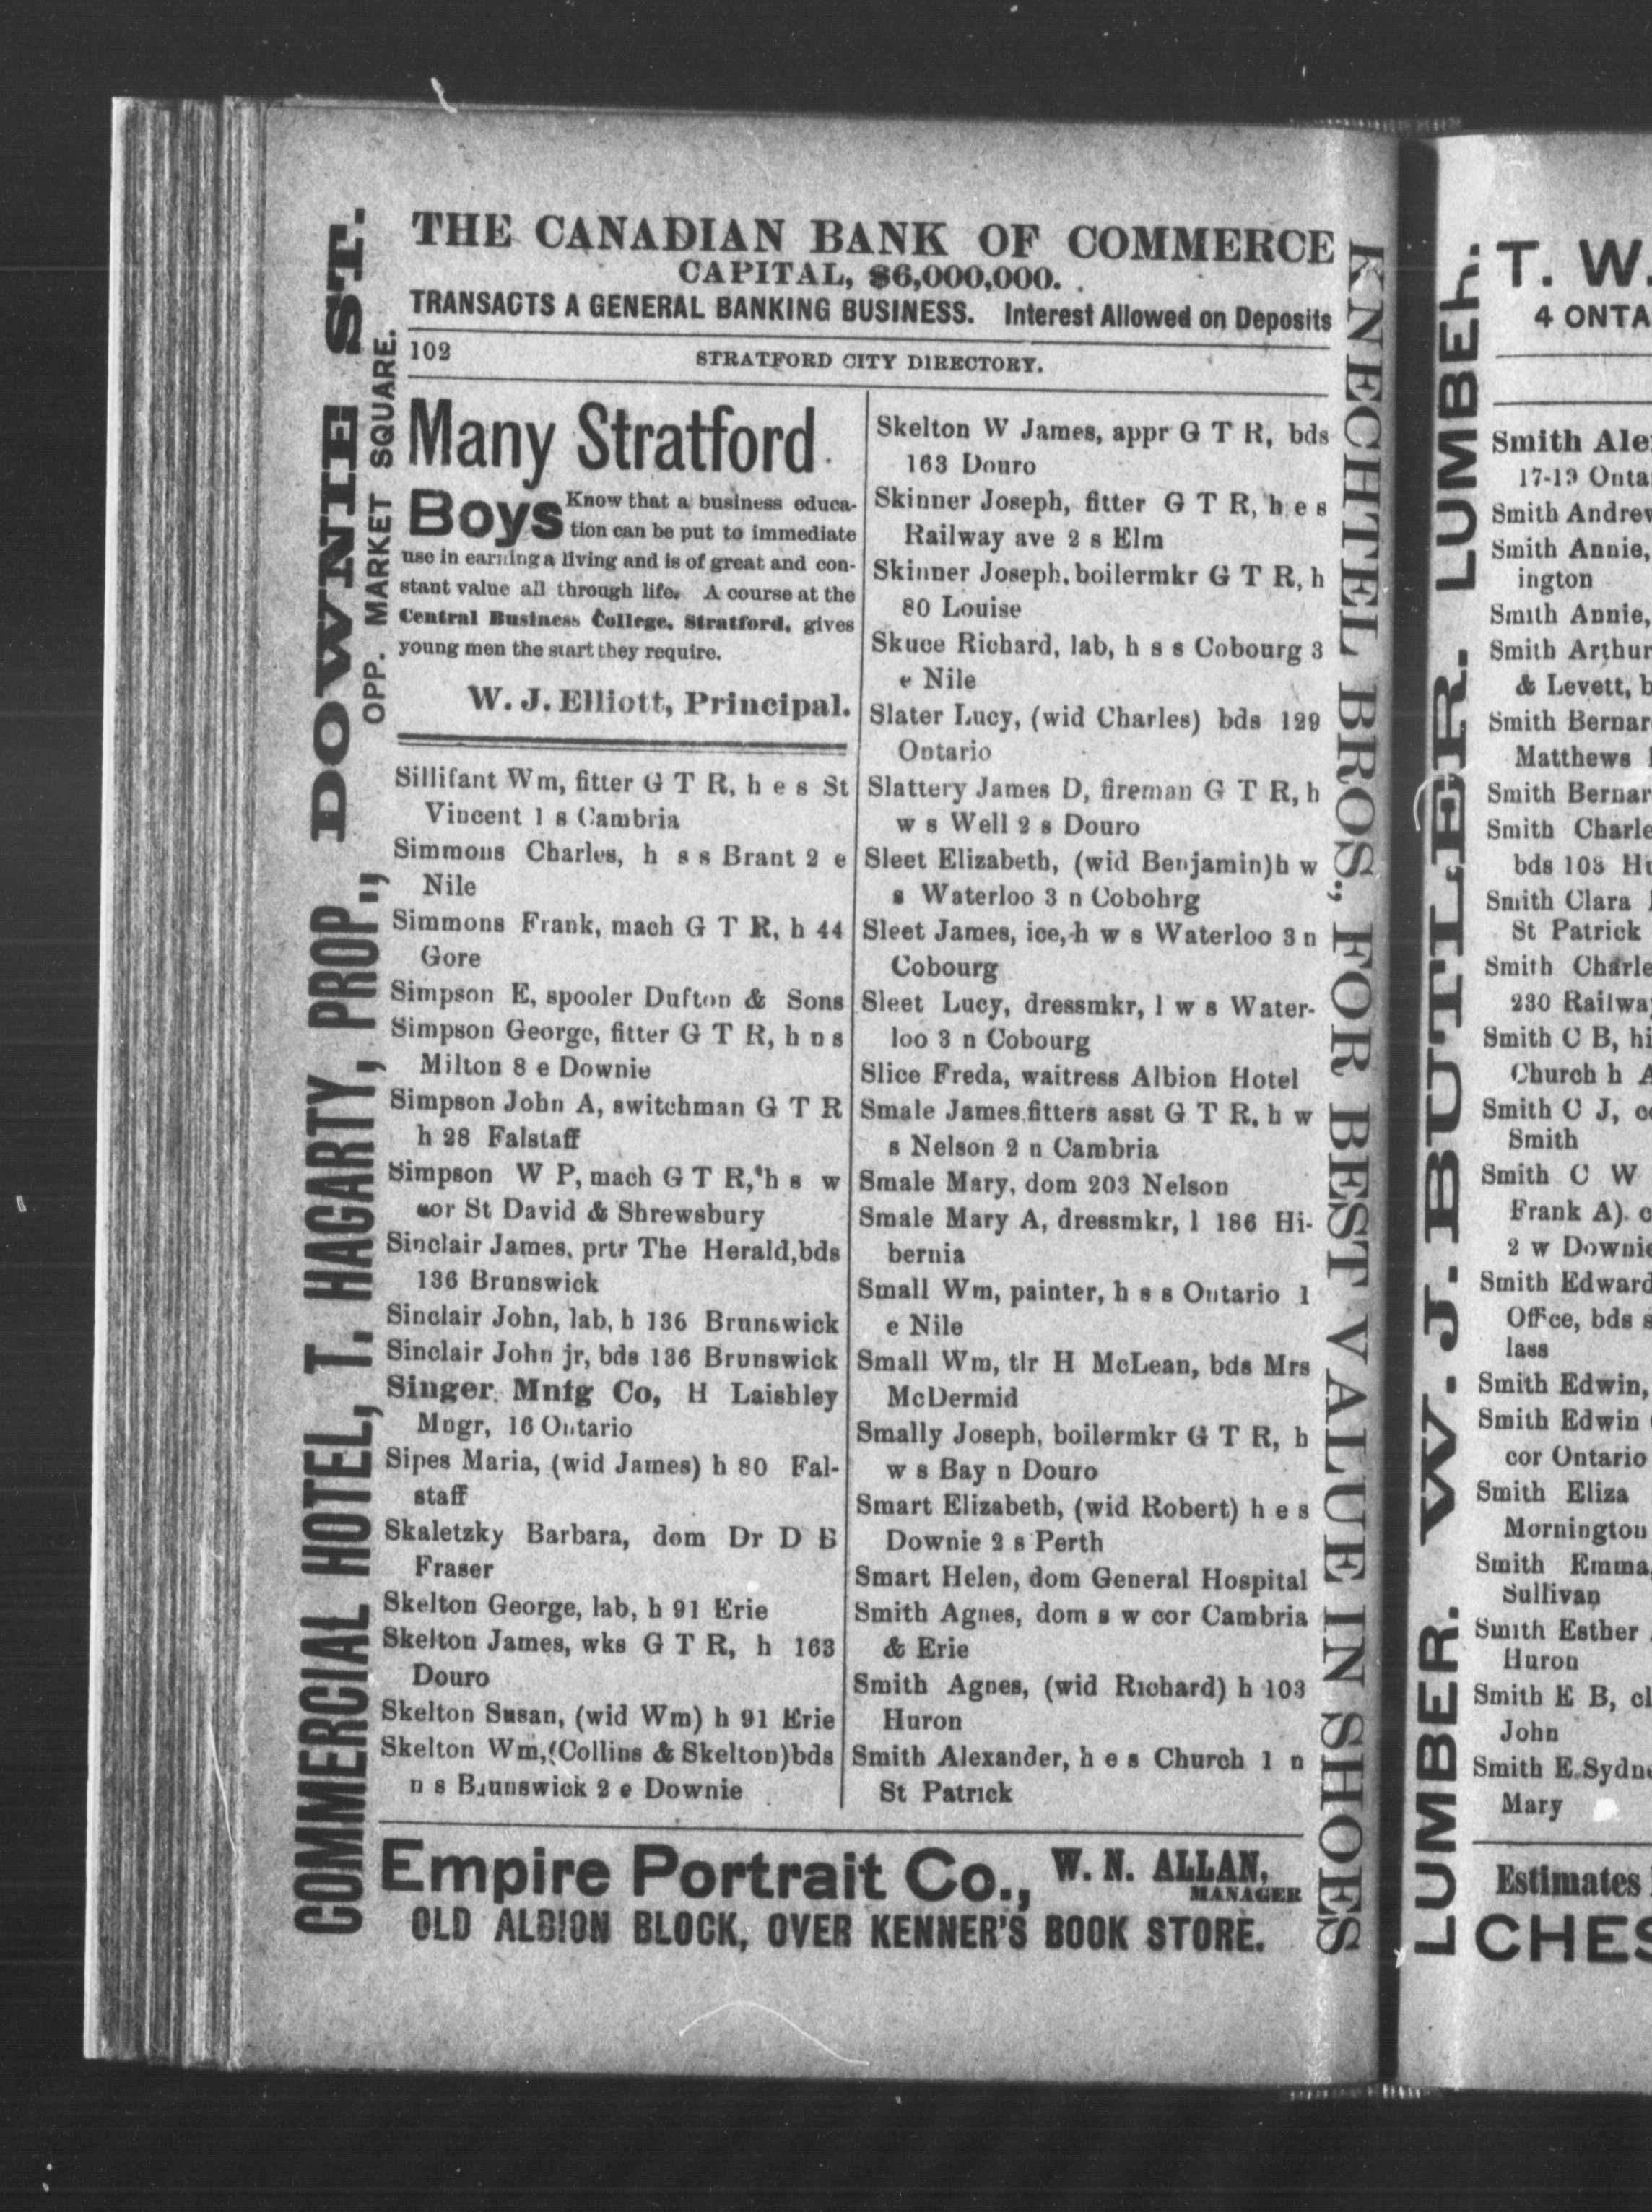 THE CANADIAN BANK OF COMMERCE
CAPITAL, $6,000,000.
TRANSACTS A GENERAL BANKING BUSINESS. Interest Allowed on Deposits
102 STRATFORD CITY DIRECTORY.
Many Stratford
Boys Know that a business educa-
tion can be put to immediate
use in earning a living and is of great and con-
stant value all through life. A course at the
Central Business College, Stratford, gives
young men the start they require.
W. J. Elliott, Principal.
Sillifant Wm, fitter G T R, h e s St
Vincent 1 s Cambria
Simmons Charles, h s s Brant 2 e
Nile
Simmons Frank, mach G T R, h 44
Gore
Simpson E, spooler Dufton & Sons
Simpson George, fitter G T R, h n s
Milton 8 e Downie
Simpson John A, switchman G T R
h 28 Falstaff
Simpson W P, mach G T R, h s w
cor St David & Shrewsbury
Sinclair James, prtr The Herald, bds
136 Brunswick
Sinclair John, lab, h 136 Brunswick
Sinclair John jr, bds 136 Brunswick
Singer Mnfg Co, H Laishley
Mngr, 16 Ontario
Sipes Maria, (wid James) h 80 Fal-
staff
Skaletzky Barbara, dom Dr D B
Fraser
Skelton George, lab, h 91 Erie
Skelton James, wks G T R, h 163
Douro
Skelton Susan, (wid Wm) h 91 Erie
Skelton Wm, (Collins & Skelton) bds
n s Brunswick 2 e Downie
Skelton W James, appr G T R, bds
163 Douro
Skinner Joseph, fitter G T R, h e s
Railway ave 2 s Elm
Skinner Joseph, boilermkr G T R, h
80 Louise
Skuce Richard, lab, h s s Cobourg 3
e Nile
Slater Lucy, (wid Charles) bds 129
Ontario
Slattery James D, fireman G T R, h
w s Well 2 s Douro
Sleet Elizabeth, (wid Benjamin) h w
s Waterloo 3 n Cobohrg
Sleet James, ice, h w s Waterloo 3 n
Cobourg
Sleet Lucy, dressmkr, l w s Water-
loo 3 n Cobourg
Slice Freda, waitress Albion Hotel
Smale James fitters asst G T R, h w
s Nelson 2 n Cambria
Smale Mary, dom 203 Nelson
Smale Mary A, dressmkr, l 186 Hi-
bernia
Small Wm, painter, h s s Ontario 1
e Nile
Small Wm, tlr H McLean, bds Mrs
McDermid
Smally Joseph, boilermkr G T R, h
w s Bay n Douro
Smart Elizabeth, (wid Robert) h e s
Downie 2 s Perth
Smart Helen, dom General Hospital
Smith Agnes, dom s w cor Cambria
& Erie
Smith Agnes, (wid Richard) h 103
Huron
Smith Alexander, h e s Church 1 n
St Patrick
Empire Portrait Co., W. N. ALLAN,
MANAGER
OLD ALBION BLOCK, OVER KENNER'S BOOK STORE.
COMMERCIAL HOTEL, T. HAGARTY, PROP., DOWNIE ST.
OPP. MARKET SQUARE.
KNECHTEL BROS., FOR BEST VALUE IN SHOES
LUMBER. W. J. BUTLER. LUMBER.
T. W.
4 ONTA
Smith Ale
17-19 Onta
Smith Andrew
Smith Annie,
ington
Smith Annie,
Smith Arthur
& Levett, b
Smith Bernar
Matthews
Smith Bernar
Smith Charle
bds 103 Hu
Smith Clara
St Patrick
Smith Charle
230 Railwa
Smith C B, hi
Church h A
Smith C J, c
Smith
Smith C W
Frank A) c
2 w Downie
Smith Edward
Office, bds s
lass
Smith Edwin,
Smith Edwin
cor Ontario
Smith Eliza
Mornington
Smith Emma,
Sullivan
Smith Esther
Huron
Smith E B, cl
John
Smith E Sydne
Mary
Estimates
CHES